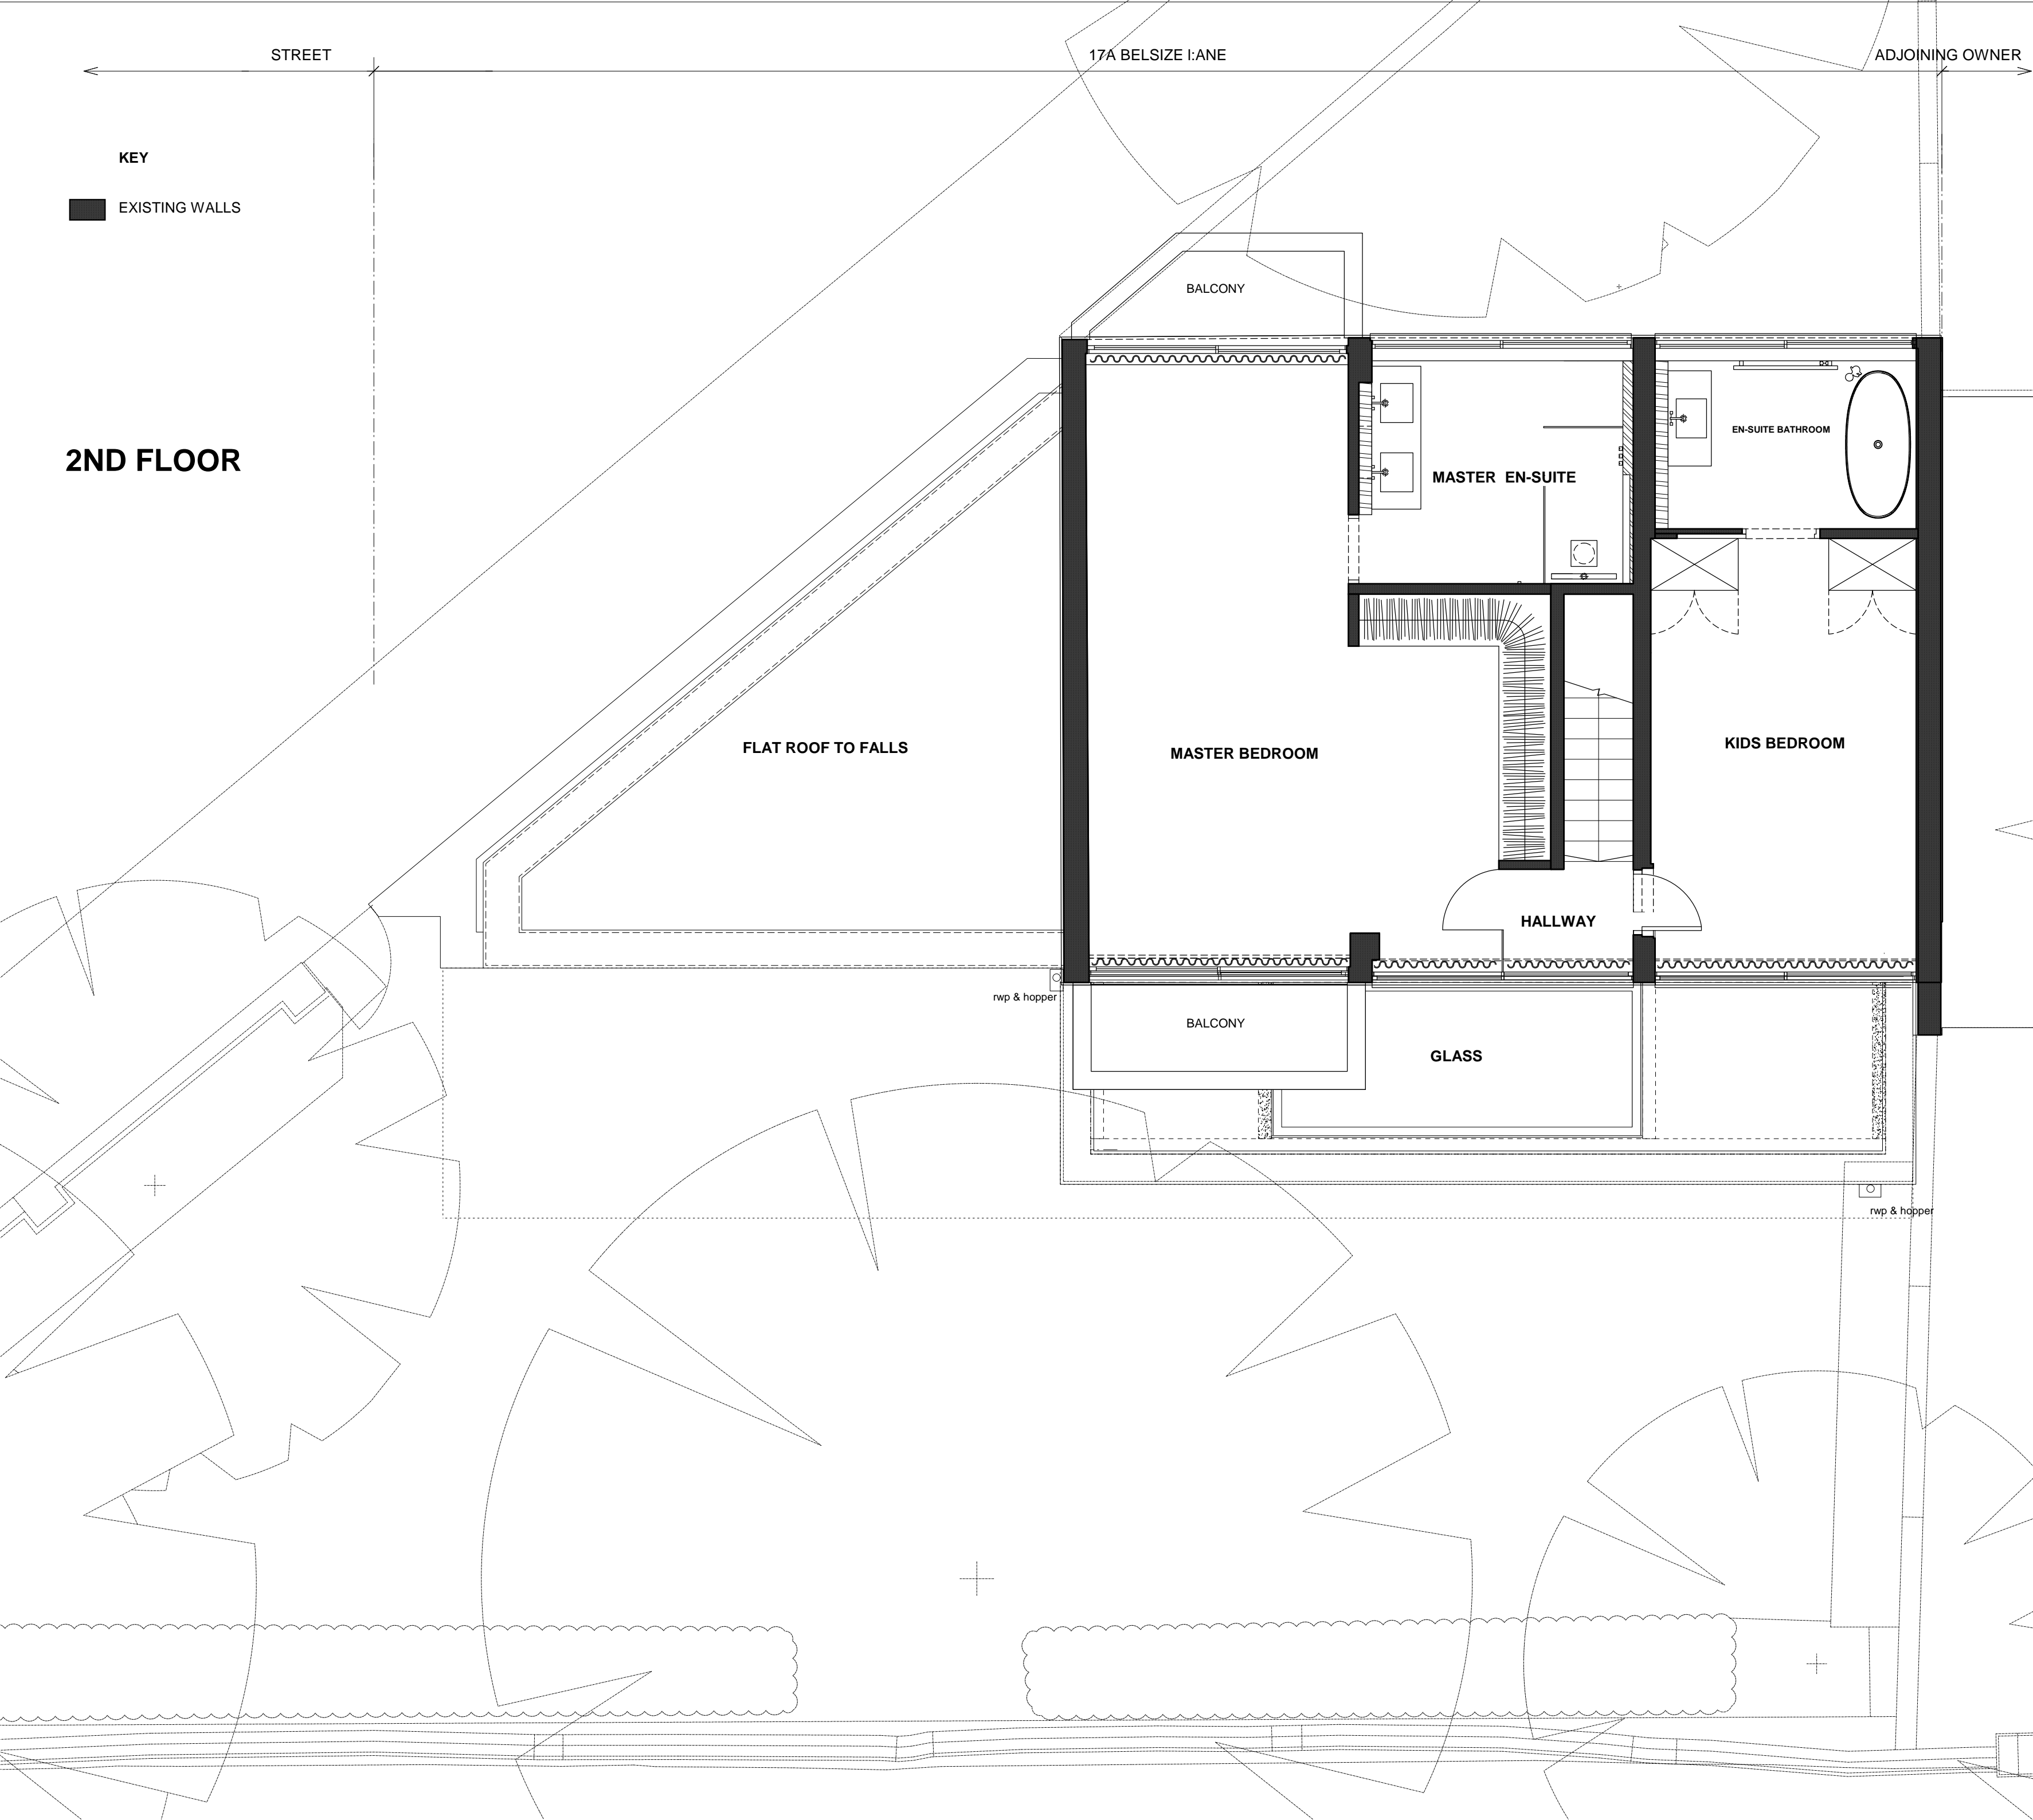 STREET
17A BELSIZE I:ANE
ADJOINING OWNER
KEY
EXISTING WALLS
BALCONY
EN-SUITE BATHROOM
2ND FLOOR
MASTER EN-SUITE
FLAT ROOF TO FALLS
MASTER BEDROOM
KIDS BEDROOM
HALLWAY
rwp & hopper
BALCONY
GLASS
rwp & hopper